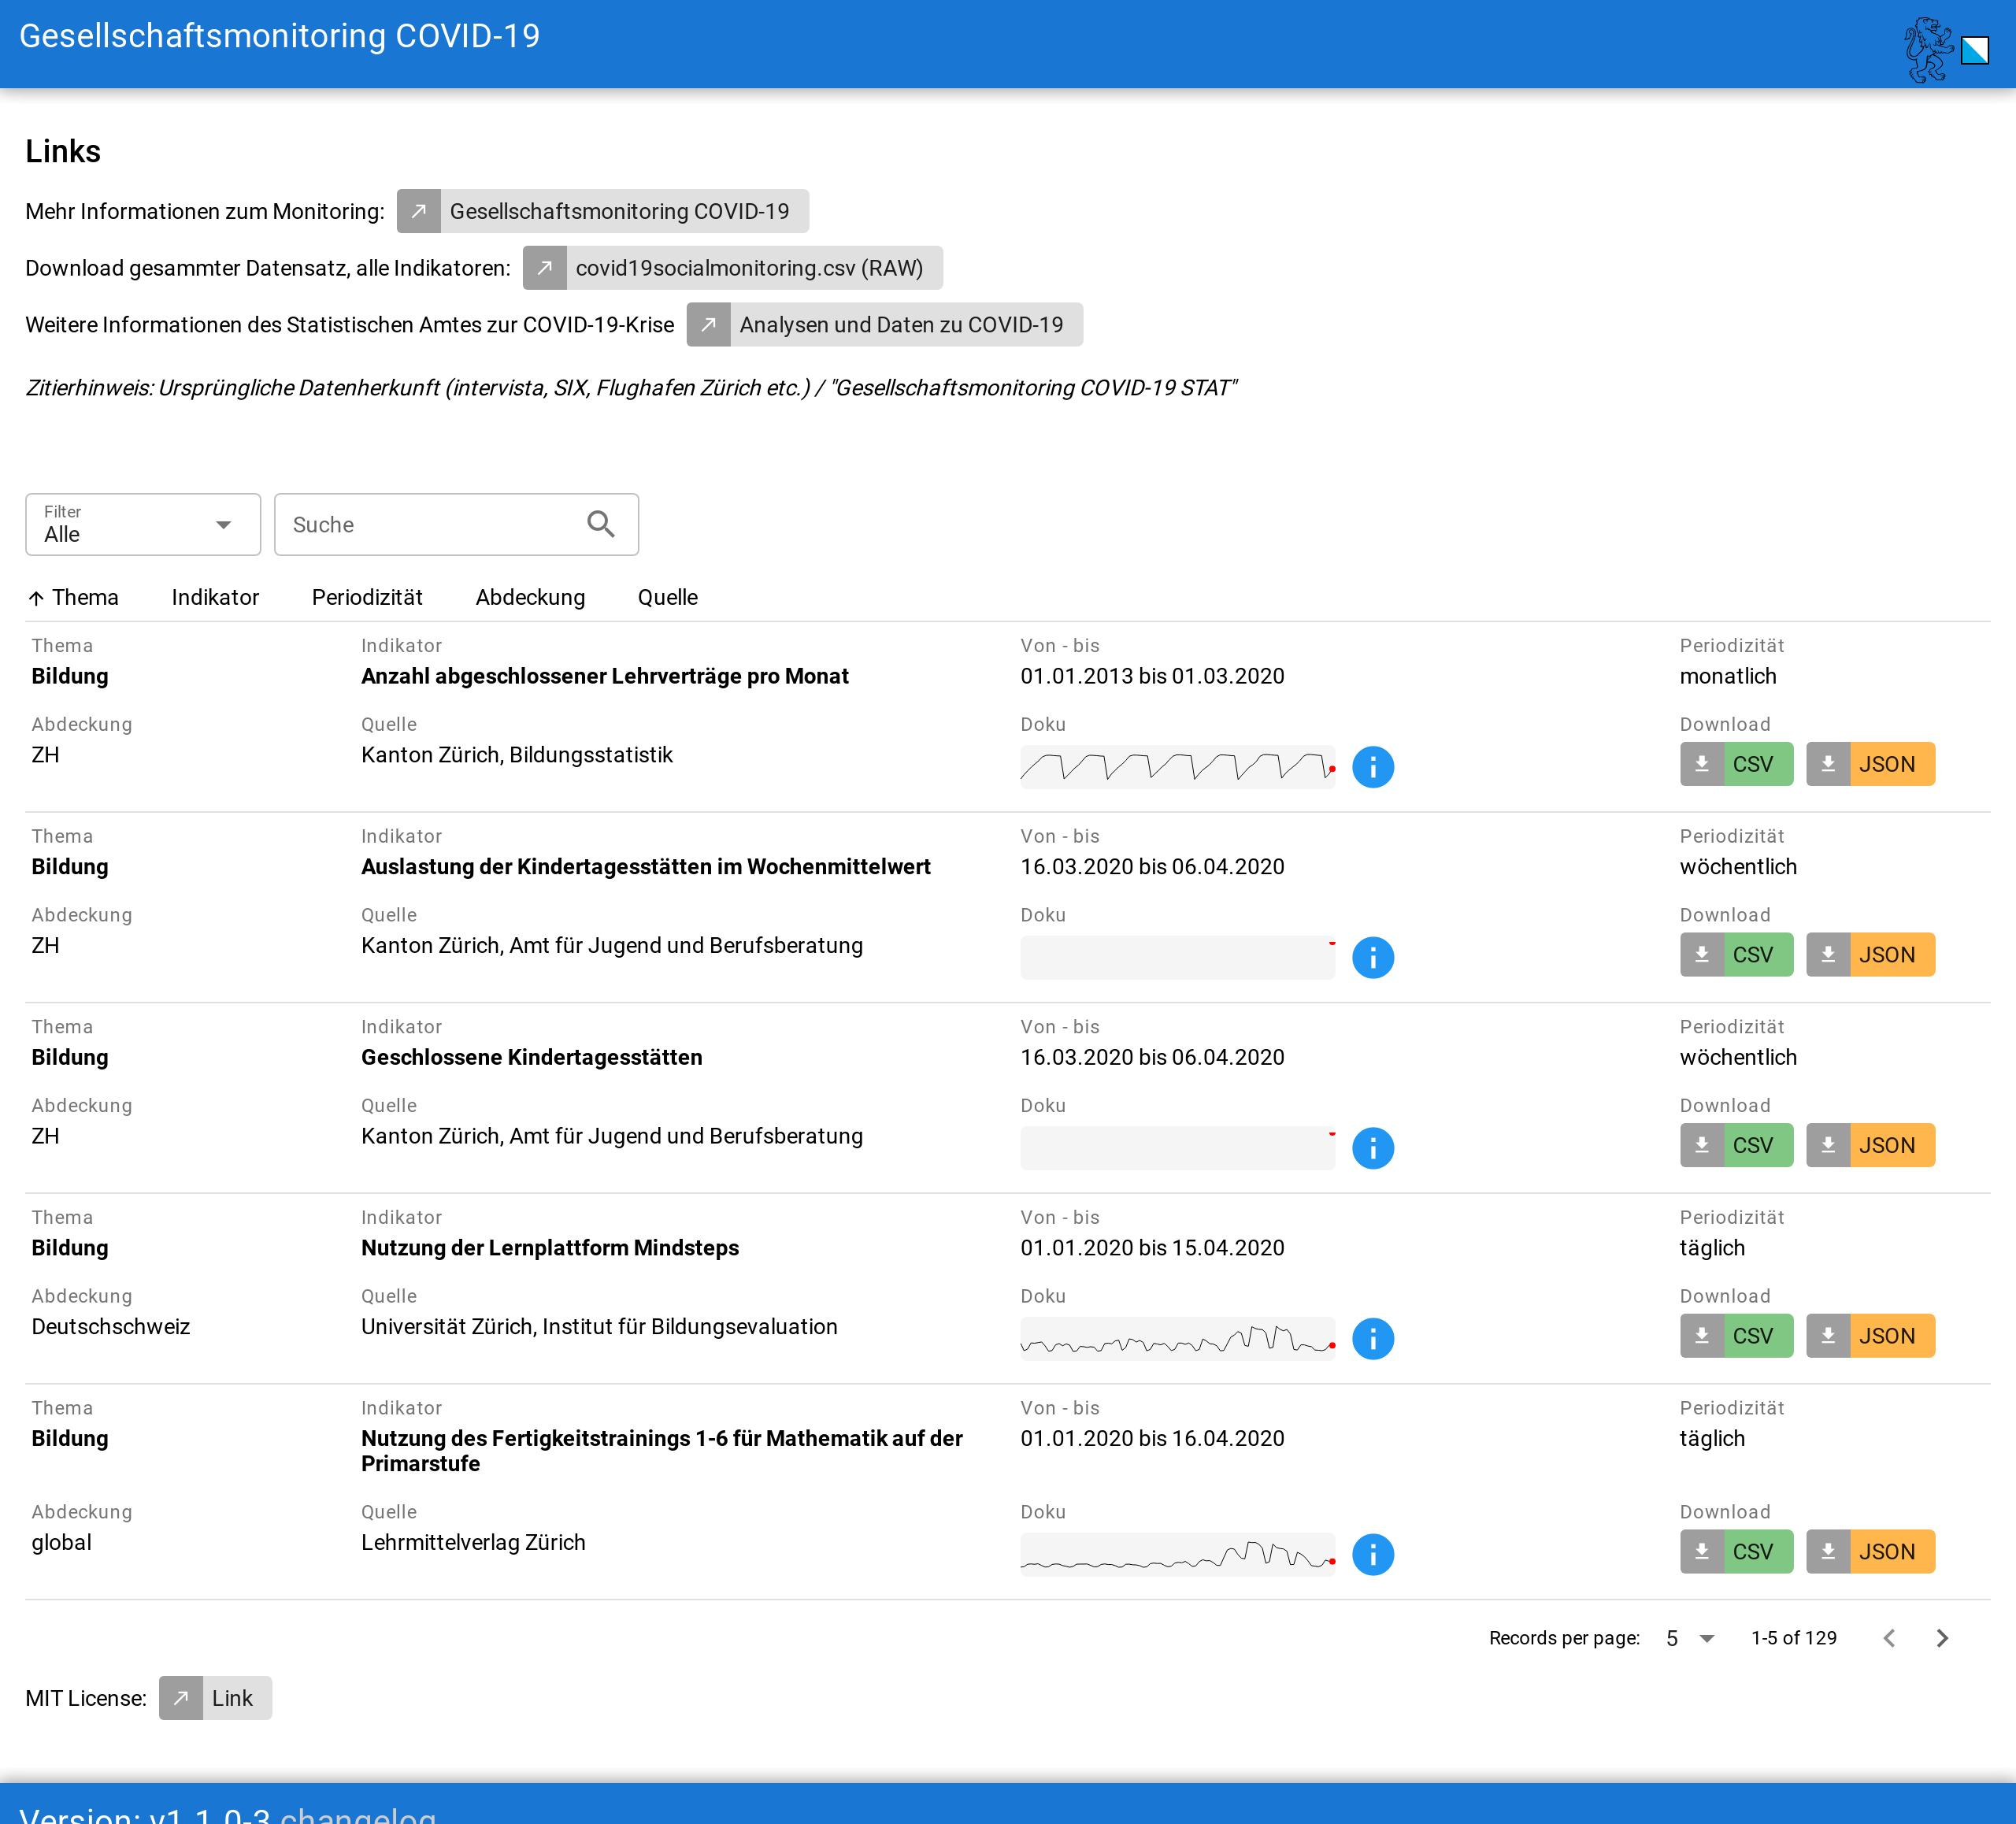 Gesellschaftsmonitoring COVID-19
Links
Mehr Informationen zum Monitoring: Gesellschaftsmonitoring COVID-19
Download gesammter Datensatz, alle Indikatoren: covid19socialmonitoring.csv (RAW)
Weitere Informationen des Statistischen Amtes zur COVID-19-Krise Analysen und Daten zu COVID-19
Zitierhinweis: Ursprüngliche Datenherkunft (intervista, SIX, Flughafen Zürich etc.) / "Gesellschaftsmonitoring COVID-19 STAT"
Filter
Alle
Suche
Thema Indikator Periodizität Abdeckung Quelle
Thema Indikator Von - bis Periodizität
Bildung Anzahl abgeschlossener Lehrverträge pro Monat 01.01.2013 bis 01.03.2020 monatlich
Abdeckung Quelle Doku Download
ZH Kanton Zürich, Bildungsstatistik CSV JSON
Thema Indikator Von - bis Periodizität
Bildung Auslastung der Kindertagesstätten im Wochenmittelwert 16.03.2020 bis 06.04.2020 wöchentlich
Abdeckung Quelle Doku Download
ZH Kanton Zürich, Amt für Jugend und Berufsberatung CSV JSON
Thema Indikator Von - bis Periodizität
Bildung Geschlossene Kindertagesstätten 16.03.2020 bis 06.04.2020 wöchentlich
Abdeckung Quelle Doku Download
ZH Kanton Zürich, Amt für Jugend und Berufsberatung CSV JSON
Thema Indikator Von - bis Periodizität
Bildung Nutzung der Lernplattform Mindsteps 01.01.2020 bis 15.04.2020 täglich
Abdeckung Quelle Doku Download
Deutschschweiz Universität Zürich, Institut für Bildungsevaluation CSV JSON
Thema Indikator Von - bis Periodizität
Bildung Nutzung des Fertigkeitstrainings 1-6 für Mathematik auf der 01.01.2020 bis 16.04.2020 täglich
Primarstufe
Abdeckung Quelle Doku Download
global Lehrmittelverlag Zürich CSV JSON
Records per page: 5 1-5 of 129
MIT License: Link
Version: v1.1.0-3 changelog